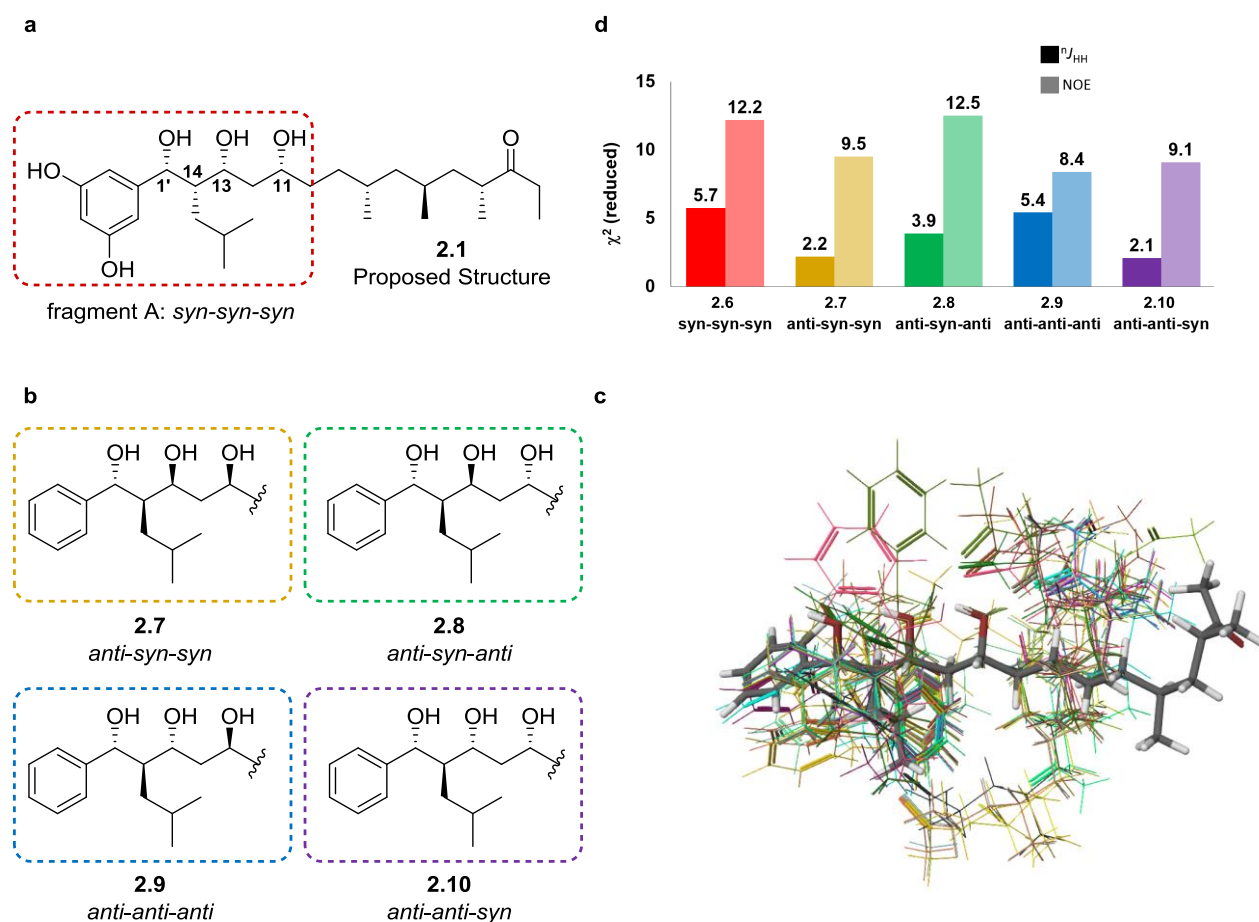 a
OH OH OH O
HO
14
1' 13 11
OH
2.1
Proposed Structure
fragment A: syn-syn-syn
d
ⁿJHH
NOE
χ² (reduced)
15
10
5
0
5.7 12.2 2.2 9.5 3.9 12.5 5.4 8.4 2.1 9.1
2.6 2.7 2.8 2.9 2.10
syn-syn-syn anti-syn-syn anti-syn-anti anti-anti-anti anti-anti-syn
b
OH OH OH
2.7
anti-syn-syn
OH OH OH
2.8
anti-syn-anti
OH OH OH
2.9
anti-anti-anti
OH OH OH
2.10
anti-anti-syn
c